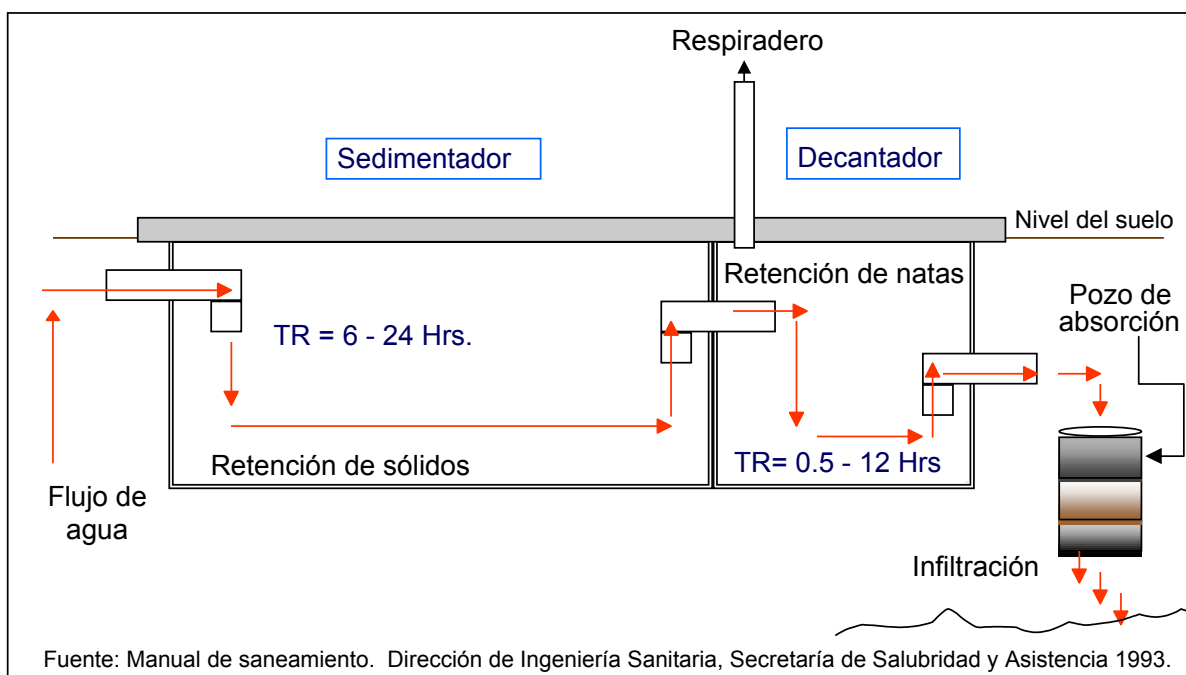 Respiradero
Sedimentador
Decantador
Nivel del suelo
Retención de natas
Pozo de
absorción
TR = 6 - 24 Hrs.
Retención de sólidos
TR= 0.5 - 12 Hrs
Flujo de
agua
Infiltración
Fuente: Manual de saneamiento. Dirección de Ingeniería Sanitaria, Secretaría de Salubridad y Asistencia 1993.